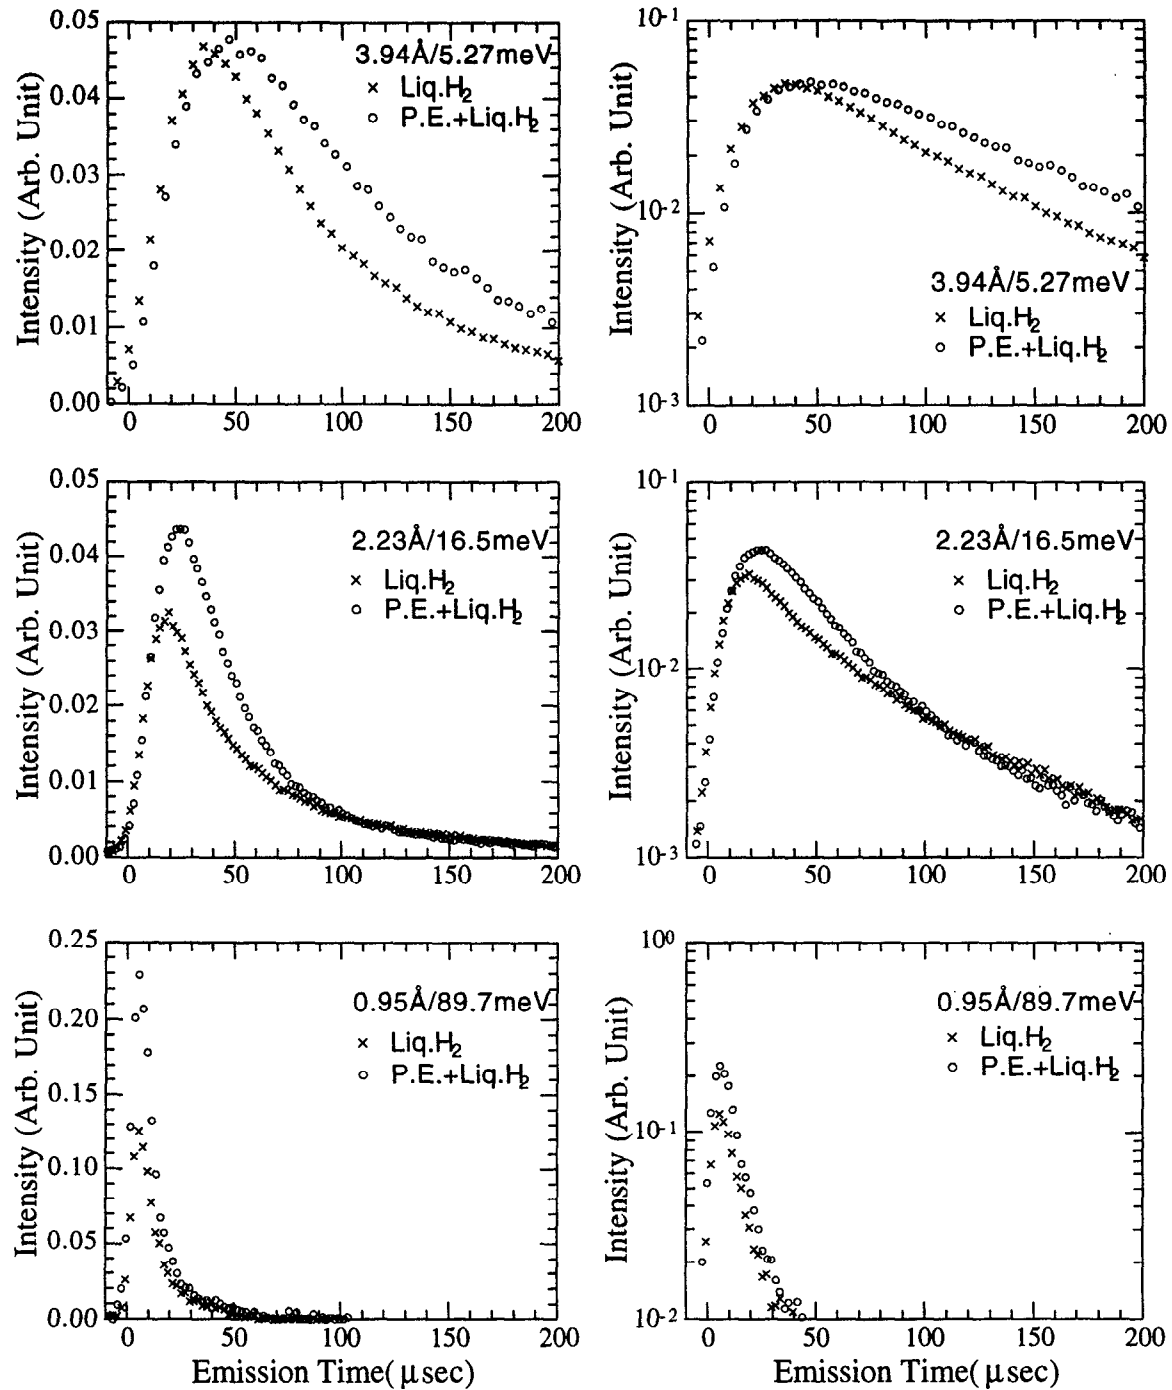 0.05
0.04
0.03
0.02
0.01
0.00
Intensity (Arb. Unit)
3.94Å/5.27meV
× Liq.H2
○ P.E.+Liq.H2
0 50 100 150 200
10-1
10-2
10-3
Intensity (Arb. Unit)
3.94Å/5.27meV
× Liq.H2
○ P.E.+Liq.H2
0 50 100 150 200
0.05
0.04
0.03
0.02
0.01
0.00
Intensity (Arb. Unit)
2.23Å/16.5meV
× Liq.H2
○ P.E.+Liq.H2
0 50 100 150 200
10-1
10-2
10-3
Intensity (Arb. Unit)
2.23Å/16.5meV
× Liq.H2
○ P.E.+Liq.H2
0 50 100 150 200
0.25
0.20
0.15
0.10
0.05
0.00
Intensity (Arb. Unit)
0.95Å/89.7meV
× Liq.H2
○ P.E.+Liq.H2
0 50 100 150 200
Emission Time(μsec)
100
10-1
10-2
Intensity (Arb. Unit)
0.95Å/89.7meV
× Liq.H2
○ P.E.+Liq.H2
0 50 100 150 200
Emission Time(μsec)